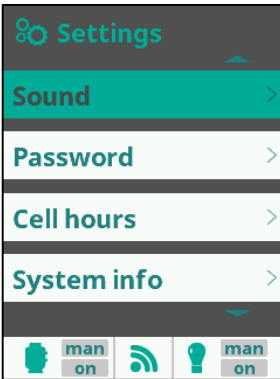 Settings
Sound
Password
Cell hours
System info
man
on
man
on